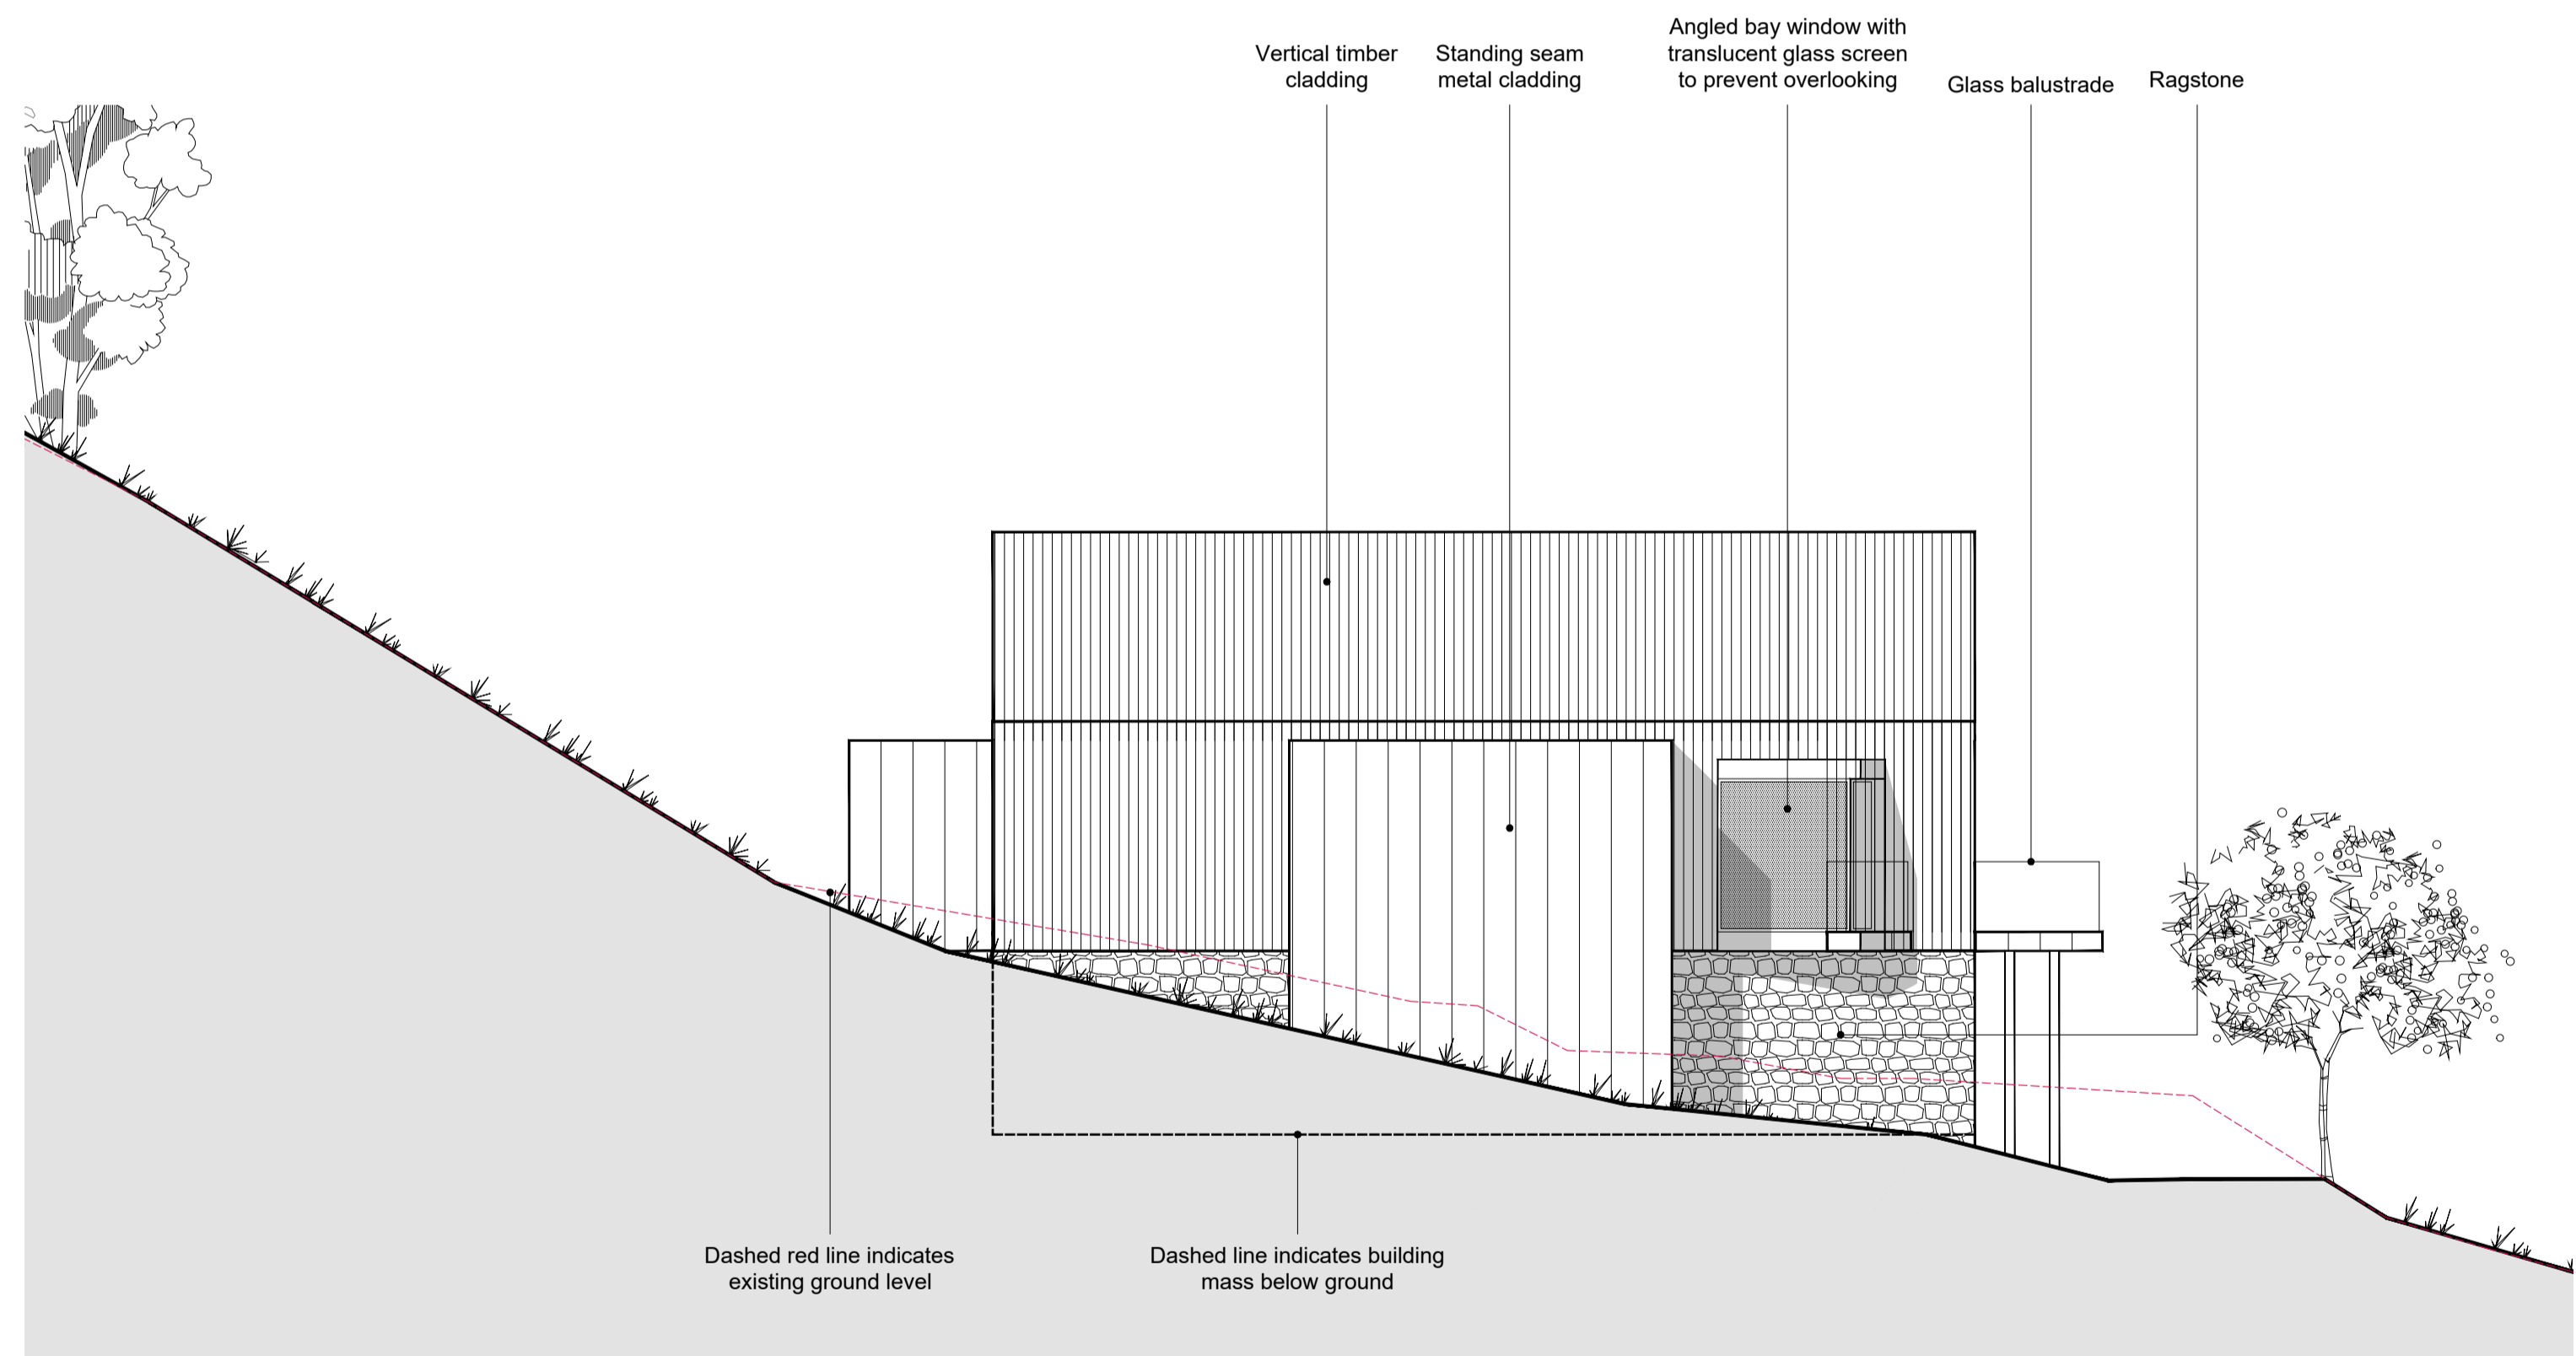 Vertical timber
cladding
Standing seam
metal cladding
Angled bay window with
translucent glass screen
to prevent overlooking
Glass balustrade
Ragstone
Dashed red line indicates
existing ground level
Dashed line indicates building
mass below ground